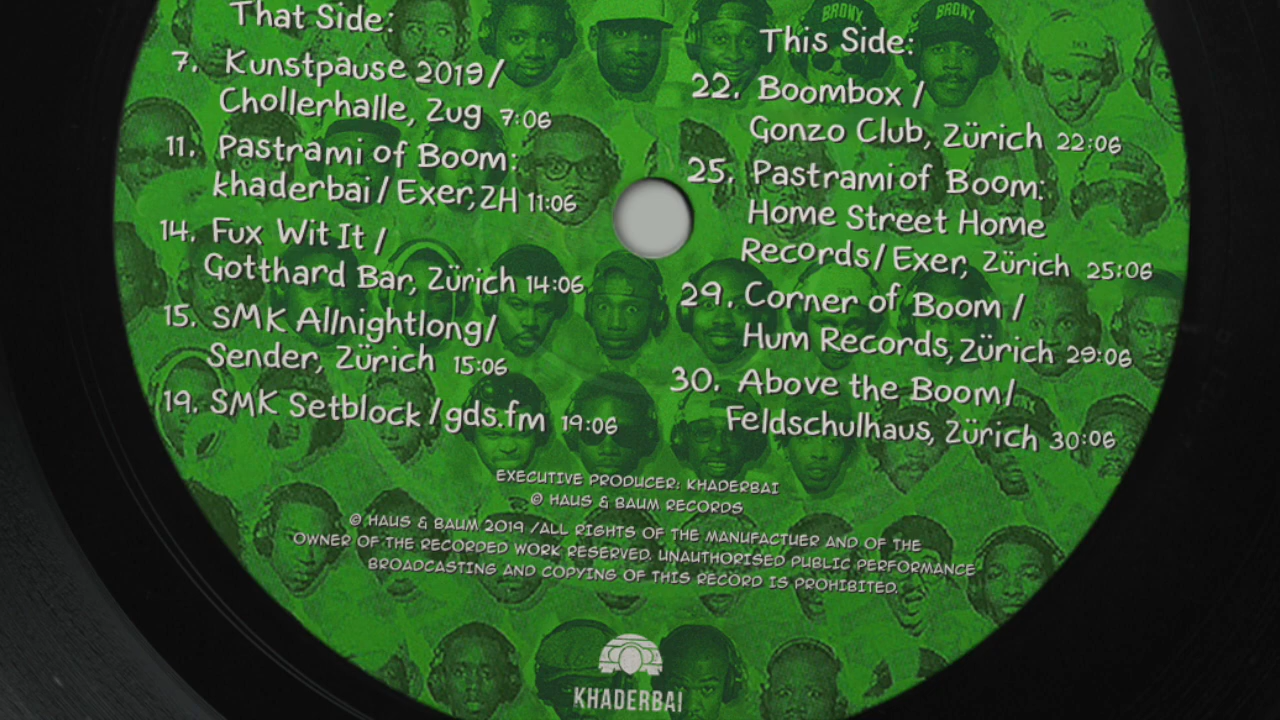 That Side:
7. Kunstpause 2019/
Chollerhalle, Zug 7:06
11. Pastrami of Boom:
khaderbai / Exer, ZH 11:06
14. Fux Wit It /
Gotthard Bar, Zürich 14:06
15. SMK Allnightlong/
Sender, Zürich 15:06
19. SMK Setblock / gds.fm 19:06
This Side:
22. Boombox /
Gonzo Club, Zürich 22:06
25. Pastrami of Boom:
Home Street Home
Records / Exer, Zürich 25:06
29. Corner of Boom /
Hum Records, Zürich 29:06
30. Above the Boom/
Feldschulhaus, Zürich 30:06
EXECUTIVE PRODUCER: KHADERBAI
© HAUS & BAUM RECORDS
© HAUS & BAUM 2019 /ALL RIGHTS OF THE MANUFACTUER AND OF THE
OWNER OF THE RECORDED WORK RESERVED. UNAUTHORISED PUBLIC PERFORMANCE
BROADCASTING AND COPYING OF THIS RECORD IS PROHIBITED.
KHADERBAI
BRONX
BRONX